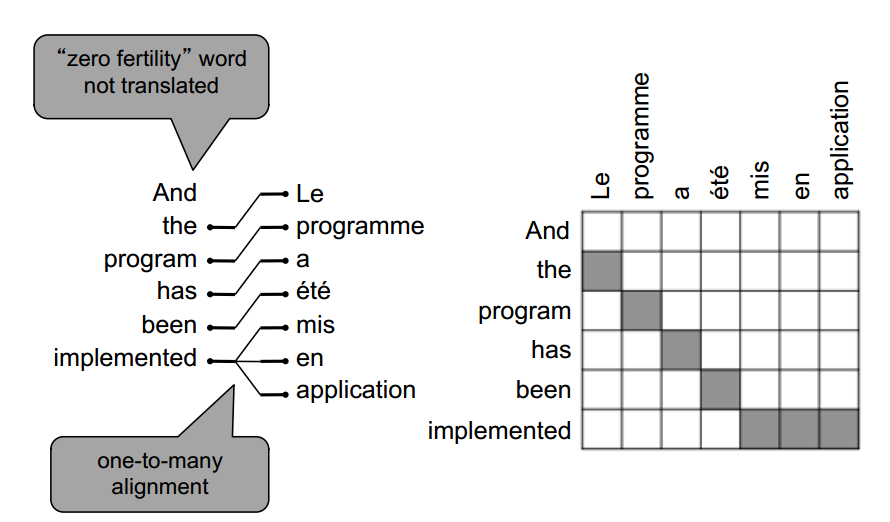 “zero fertility” word
not translated
And
the
program
has
been
implemented
Le
programme
a
été
mis
en
application
one-to-many
alignment
Le
programme
a
été
mis
en
application
And
the
program
has
been
implemented